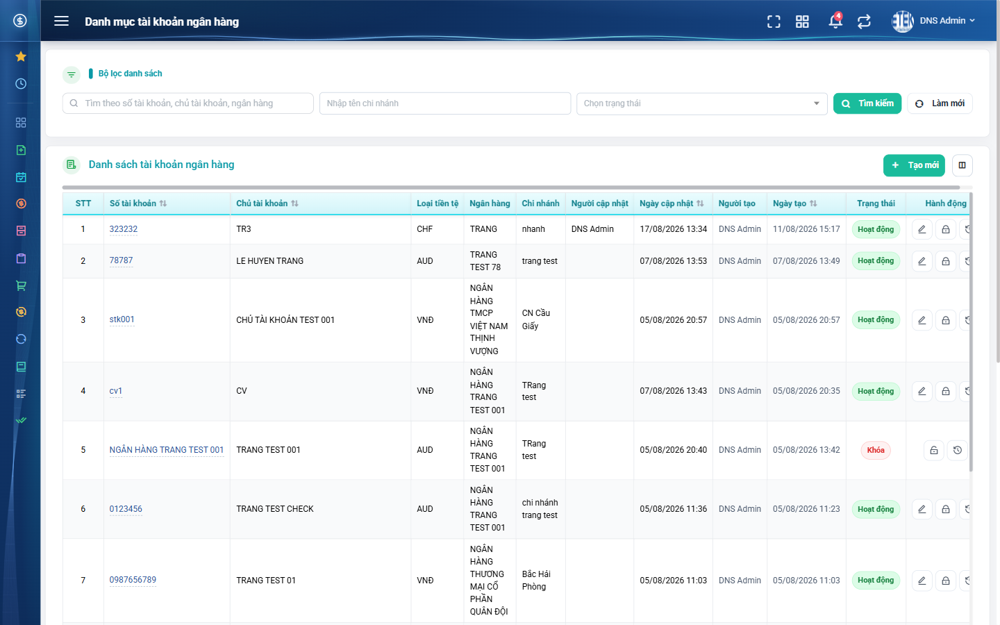 Danh mục tài khoản ngân hàng
4
DNS Admin
Bộ lọc danh sách
Tìm theo số tài khoản, chủ tài khoản, ngân hàng
Nhập tên chi nhánh
Chọn trạng thái
Tìm kiếm
Làm mới
Danh sách tài khoản ngân hàng
Tạo mới
STT Số tài khoản Chủ tài khoản Loại tiền tệ Ngân hàng Chi nhánh Người cập nhật Ngày cập nhật Người tạo Ngày tạo Trạng thái Hành động
1 323232 TR3 CHF TRANG nhanh DNS Admin 17/08/2026 13:34 DNS Admin 11/08/2026 15:17 Hoạt động
2 78787 LE HUYEN TRANG AUD TRANG TEST 78 trang test 07/08/2026 13:53 DNS Admin 07/08/2026 13:49 Hoạt động
3 stk001 CHỦ TÀI KHOẢN TEST 001 VNĐ NGÂN HÀNG TMCP VIỆT NAM THỊNH VƯỢNG CN Cầu Giấy 05/08/2026 20:57 DNS Admin 05/08/2026 20:57 Hoạt động
4 cv1 CV VNĐ NGÂN HÀNG TRANG TEST 001 TRang test 07/08/2026 13:43 DNS Admin 05/08/2026 20:35 Hoạt động
5 NGÂN HÀNG TRANG TEST 001 TRANG TEST 001 AUD NGÂN HÀNG TRANG TEST 001 TRang test 05/08/2026 20:40 DNS Admin 05/08/2026 13:42 Khóa
6 0123456 TRANG TEST CHECK AUD NGÂN HÀNG TRANG TEST 001 chi nhánh trang test 05/08/2026 11:36 DNS Admin 05/08/2026 11:23 Hoạt động
7 0987656789 TRANG TEST 01 VNĐ NGÂN HÀNG THƯƠNG MẠI CỔ PHẦN QUÂN ĐỘI Bắc Hải Phòng 05/08/2026 11:03 DNS Admin 05/08/2026 11:03 Hoạt động